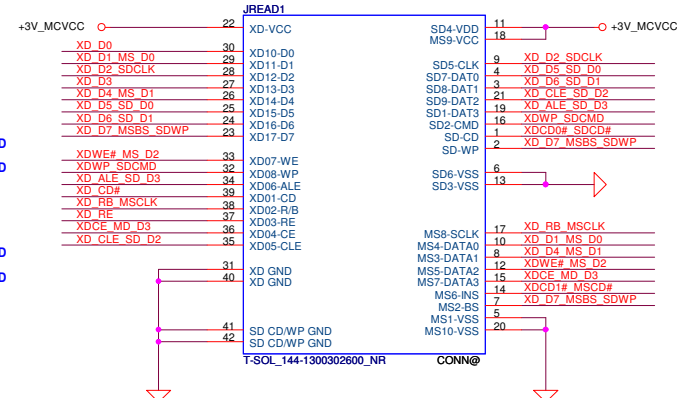 JREAD1
+3V_MCVCC 22 XD-VCC SD4-VDD 11 +3V_MCVCC
MS9-VCC 18
XD_D0 30 XD10-D0
XD_D1_MS_D0 29 XD11-D1 SD5-CLK 9 XD_D2_SDCLK
XD_D2_SDCLK 28 XD12-D2 SD7-DAT0 4 XD_D5_SD_D0
XD_D3 27 XD13-D3 SD8-DAT1 3 XD_D6_SD_D1
XD_D4_MS_D1 26 XD14-D4 SD9-DAT2 21 XD_CLE_SD_D2
XD_D5_SD_D0 25 XD15-D5 SD1-DAT3 19 XD_ALE_SD_D3
XD_D6_SD_D1 24 XD16-D6 SD2-CMD 16 XDWP_SDCMD
XD_D7_MSBS_SDWP 23 XD17-D7 SD-CD 1 XDCD0#_SDCD#
SD-WP 2 XD_D7_MSBS_SDWP
D
XDWE#_MS_D2 33 XD07-WE
D
XDWP_SDCMD 32 XD08-WP SD6-VSS 6
XD_ALE_SD_D3 34 XD06-ALE SD3-VSS 13
XD_CD# 39 XD01-CD
XD_RB_MSCLK 38 XD02-R/B
XD_RE 37 XD03-RE
XDCE_MD_D3 36 XD04-CE MS8-SCLK 17 XD_RB_MSCLK
XD_CLE_SD_D2 35 XD05-CLE MS4-DATA0 10 XD_D1_MS_D0
D
MS3-DATA1 8 XD_D4_MS_D1
31 XD GND MS5-DATA2 12 XDWE#_MS_D2
D
40 XD GND MS7-DATA3 15 XDCE_MD_D3
MS6-INS 14 XDCD1#_MSCD#
MS2-BS 7 XD_D7_MSBS_SDWP
MS1-VSS 5
41 SD CD/WP GND MS10-VSS 20
42 SD CD/WP GND
T-SOL_144-1300302600_NR CONN@